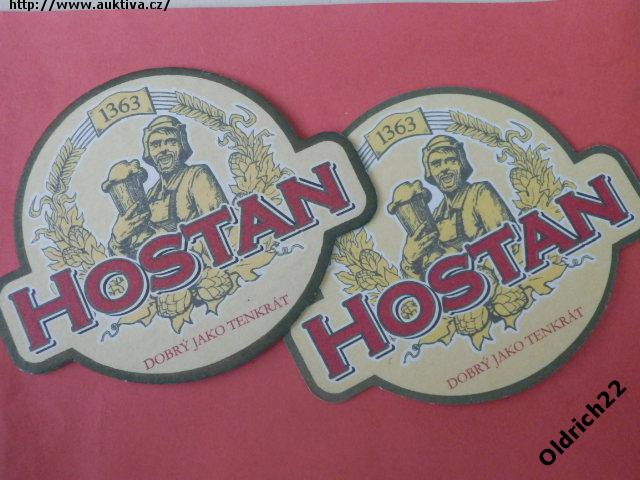 http://www.auktiva.cz/
1363
HOSTAN
DOBRÝ JAKO TENKRÁT
1363
HOSTAN
DOBRÝ JAKO TENKRÁT
Oldrich22